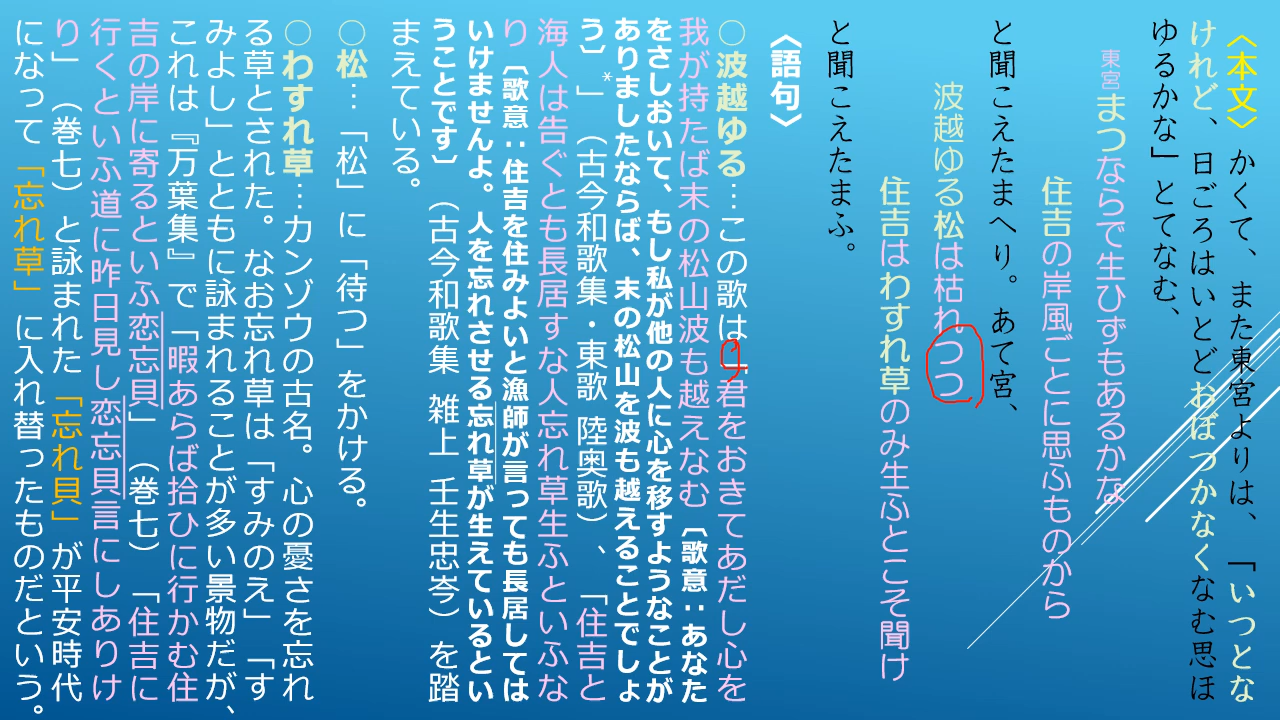 〈本文〉かくて、また東宮よりは、「いつとな
けれど、日ごろはいとどおぼつかなくなむ思ほ
ゆるかな」とてなむ、
東宮まつならで生ひずもあるかな
住吉の岸風ごとに思ふものから
と聞こえたまへり。あて宮、
波越ゆる松は枯れつつ
住吉はわすれ草のみ生ふとこそ聞け
と聞こえたまふ。
〈語句〉
○波越ゆる…この歌は「君をおきてあだし心を
我が持たば末の松山波も越えなむ〔歌意：あなた
をさしおいて、もし私が他の人に心を移すようなことが
ありましたならば、末の松山を波も越えることでしょ
う〕*」（古今和歌集・東歌 陸奥歌）、「住吉と
海人は告ぐとも長居すな人忘れ草生ふといふな
り〔歌意：住吉を住みよいと漁師が言っても長居しては
いけませんよ。人を忘れさせる忘れ草が生えているとい
うことです〕（古今和歌集 雑上 壬生忠岑）を踏
まえている。
○松…「松」に「待つ」をかける。
○わすれ草…カンゾウの古名。心の憂さを忘れ
る草とされた。なお忘れ草は「すみのえ」「す
みよし」とともに詠まれることが多い景物だが、
これは『万葉集』で「暇あらば拾ひに行かむ住
吉の岸に寄るといふ恋忘貝」（巻七）「住吉に
行くといふ道に昨日見し恋忘貝言にしありけ
り」（巻七）と詠まれた「忘れ貝」が平安時代
になって「忘れ草」に入れ替ったものだという。